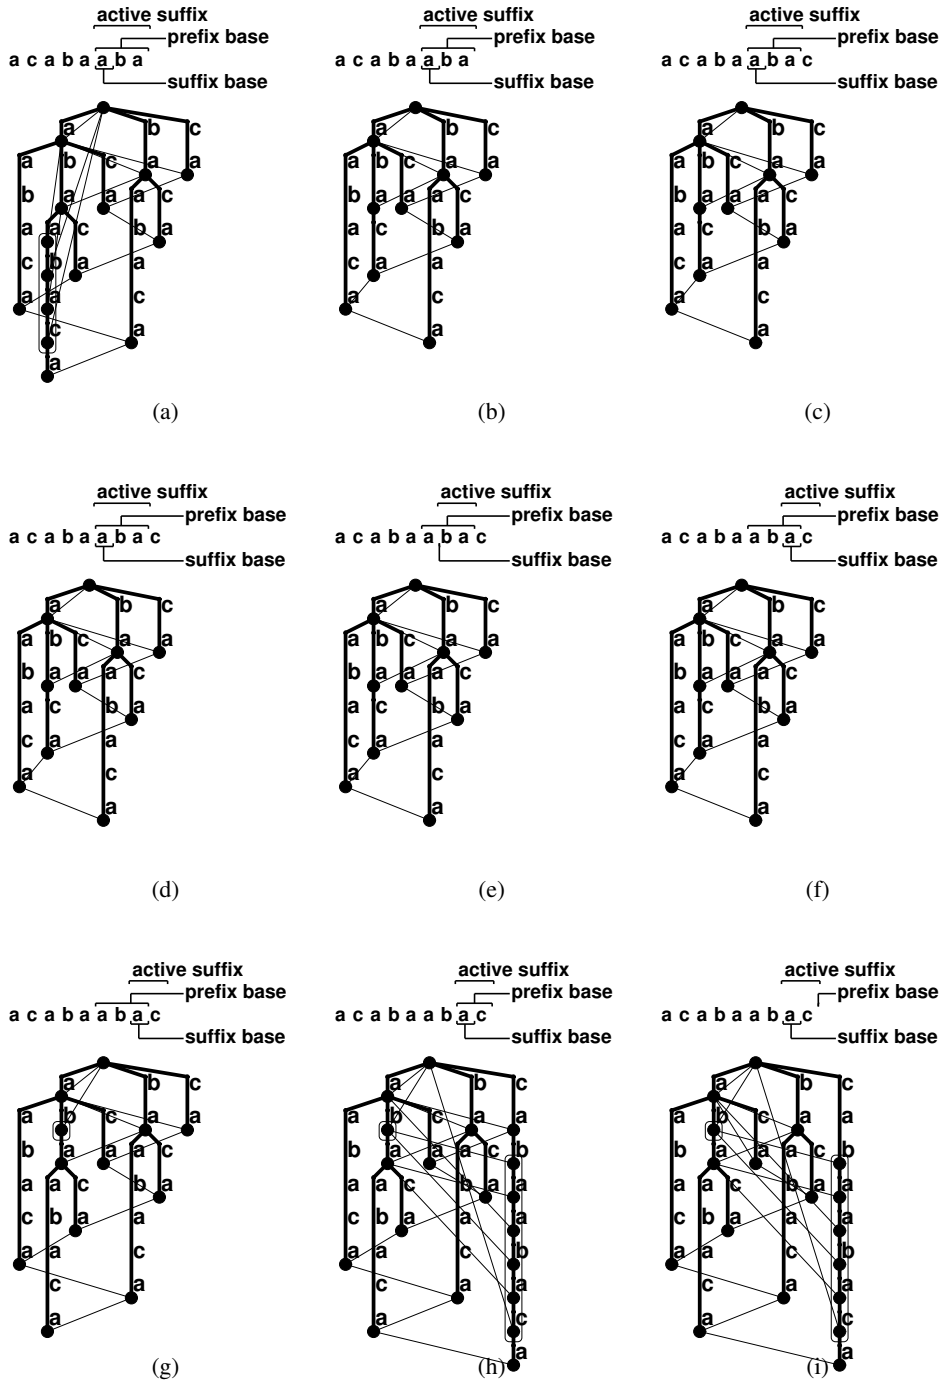 active suffix
prefix base
a c a b a a b a
suffix base
a b c
a b c a a
b a a a c
a a c b a
c b a a
a a c
c a
a
(a)
active suffix
prefix base
a c a b a a b a
suffix base
a b c
a b c a a
b a a a c
a c b a
c a a
a c
a
(b)
active suffix
prefix base
a c a b a a b a c
suffix base
a b c
a b c a a
b a a a c
a c b a
c a a
a c
a
(c)
active suffix
prefix base
a c a b a a b a c
suffix base
a b c
a b c a a
b a a a c
a c b a
c a a
a c
a
(d)
active suffix
prefix base
a c a b a a b a c
suffix base
a b c
a b c a a
b a a a c
a c b a
c a a
a c
a
(e)
active suffix
prefix base
a c a b a a b a c
suffix base
a b c
a b c a a
b a a a c
a c b a
c a a
a c
a
(f)
active suffix
prefix base
a c a b a a b a c
suffix base
a b c
a b c a a
b a a a c
a a c b a
c b a a
a a c
c a
a
(g)
active suffix
prefix base
a c a b a a b a c
suffix base
a b c
a b c a a
b a a a c b
a a c b a a
c b a a a
a a c b
c a a
a c
a
(h)
active suffix
prefix base
a c a b a a b a c
suffix base
a b c
a b c a a
b a a a c b
a a c b a a
c b a a a
a a c b
c a a
a c
a
(i)